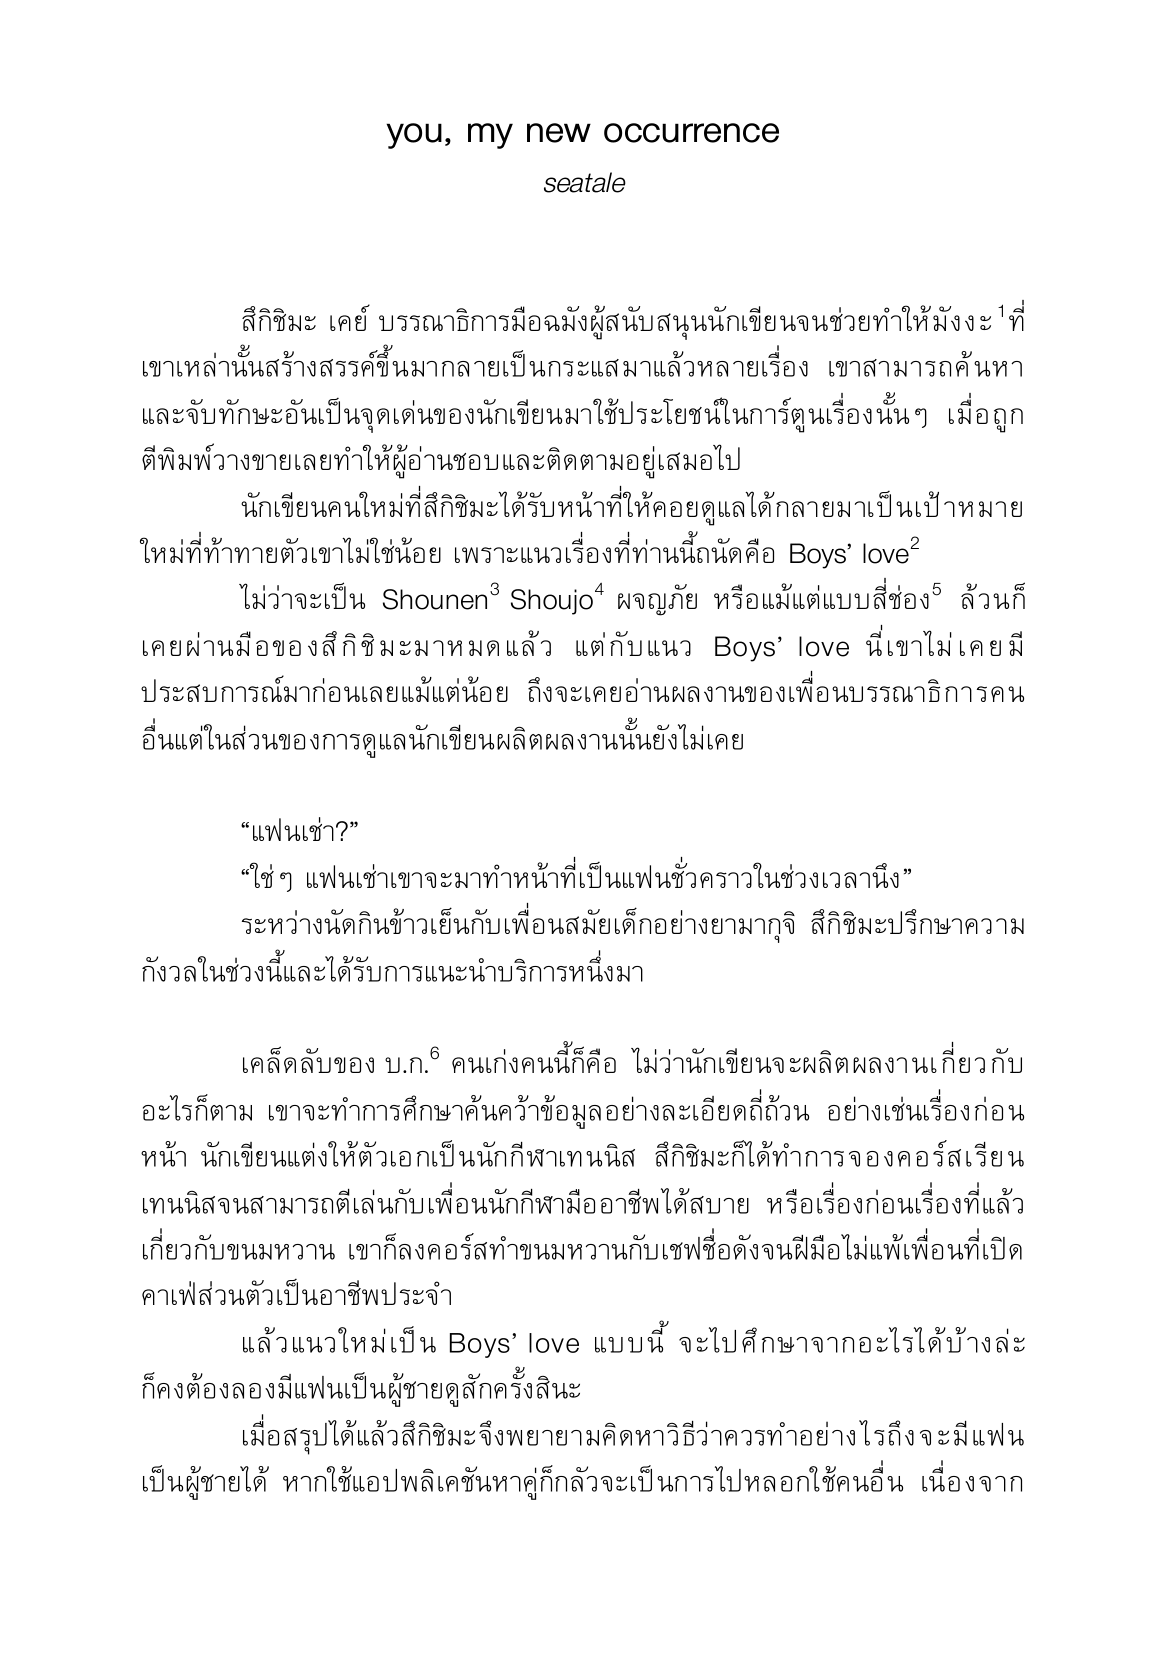 you, my new occurrence
seatale
สึกิชิมะ เคย์ บรรณาธิการมือฉมังผู้สนับสนุนนักเขียนจนช่วยทำให้มังงะ¹ที่
เขาเหล่านั้นสร้างสรรค์ขึ้นมากลายเป็นกระแสมาแล้วหลายเรื่อง เขาสามารถค้นหา
และจับทักษะอันเป็นจุดเด่นของนักเขียนมาใช้ประโยชน์ในการ์ตูนเรื่องนั้นๆ เมื่อถูก
ตีพิมพ์วางขายเลยทำให้ผู้อ่านชอบและติดตามอยู่เสมอไป
นักเขียนคนใหม่ที่สึกิชิมะได้รับหน้าที่ให้คอยดูแลได้กลายมาเป็นเป้าหมาย
ใหม่ที่ท้าทายตัวเขาไม่ใช่น้อย เพราะแนวเรื่องที่ท่านนี้ถนัดคือ Boys’ love²
ไม่ว่าจะเป็น Shounen³ Shoujo⁴ ผจญภัย หรือแม้แต่แบบสี่ช่อง⁵ ล้วนก็
เคยผ่านมือของสึกิชิมะมาหมดแล้ว แต่กับแนว Boys’ love นี่เขาไม่เคยมี
ประสบการณ์มาก่อนเลยแม้แต่น้อย ถึงจะเคยอ่านผลงานของเพื่อนบรรณาธิการคน
อื่นแต่ในส่วนของการดูแลนักเขียนผลิตผลงานนั้นยังไม่เคย
“แฟนเช่า?”
“ใช่ๆ แฟนเช่าเขาจะมาทำหน้าที่เป็นแฟนชั่วคราวในช่วงเวลานึง”
ระหว่างนัดกินข้าวเย็นกับเพื่อนสมัยเด็กอย่างยามากุจิ สึกิชิมะปรึกษาความ
กังวลในช่วงนี้และได้รับการแนะนำบริการหนึ่งมา
เคล็ดลับของ บ.ก.⁶ คนเก่งคนนี้ก็คือ ไม่ว่านักเขียนจะผลิตผลงานเกี่ยวกับ
อะไรก็ตาม เขาจะทำการศึกษาค้นคว้าข้อมูลอย่างละเอียดถี่ถ้วน อย่างเช่นเรื่องก่อน
หน้า นักเขียนแต่งให้ตัวเอกเป็นนักกีฬาเทนนิส สึกิชิมะก็ได้ทำการจองคอร์สเรียน
เทนนิสจนสามารถตีเล่นกับเพื่อนนักกีฬามืออาชีพได้สบาย หรือเรื่องก่อนเรื่องที่แล้ว
เกี่ยวกับขนมหวาน เขาก็ลงคอร์สทำขนมหวานกับเชฟชื่อดังจนฝีมือไม่แพ้เพื่อนที่เปิด
คาเฟ่ส่วนตัวเป็นอาชีพประจำ
แล้วแนวใหม่เป็น Boys’ love แบบนี้ จะไปศึกษาจากอะไรได้บ้างล่ะ
ก็คงต้องลองมีแฟนเป็นผู้ชายดูสักครั้งสินะ
เมื่อสรุปได้แล้วสึกิชิมะจึงพยายามคิดหาวิธีว่าควรทำอย่างไรถึงจะมีแฟน
เป็นผู้ชายได้ หากใช้แอปพลิเคชันหาคู่ก็กลัวจะเป็นการไปหลอกใช้คนอื่น เนื่องจาก